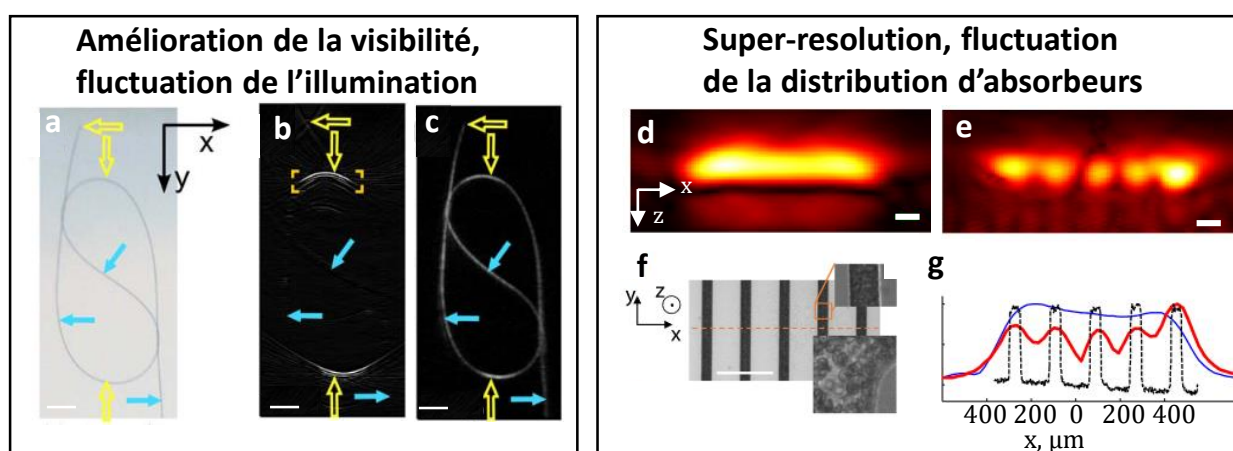 Amélioration de la visibilité,
fluctuation de l’illumination
a
x
y
b
c
Super-resolution, fluctuation
de la distribution d’absorbeurs
d
x
z
e
f
y
z
x
g
400 200 0 200 400
x, µm